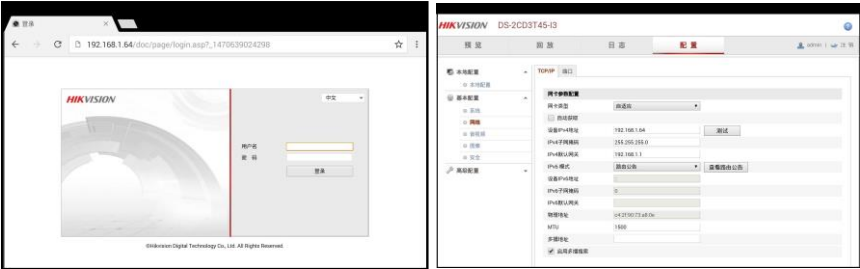 登录
192.168.1.64/doc/page/login.asp?_1470639024298
HIKVISION
中文
用户名
密 码
登录
©Hikvision Digital Technology Co., Ltd. All Rights Reserved.
HIKVISION DS-2CD3T45-I3
预 览 回 放 日 志 配 置 admin 注 销
本地配置
本地配置
基本配置
系统
网络
音视频
图像
安全
高级配置
TCP/IP 端口
网卡参数配置
网卡类型 自适应
自动获取
设备IPv4地址 192.168.1.64 测试
IPv4子网掩码 255.255.255.0
IPv4默认网关 192.168.1.1
IPv6 模式 路由公告 查看路由公告
设备IPv6地址
IPv6子网掩码 0
IPv6默认网关
物理地址
MTU 1500
多播地址
启用多播搜索